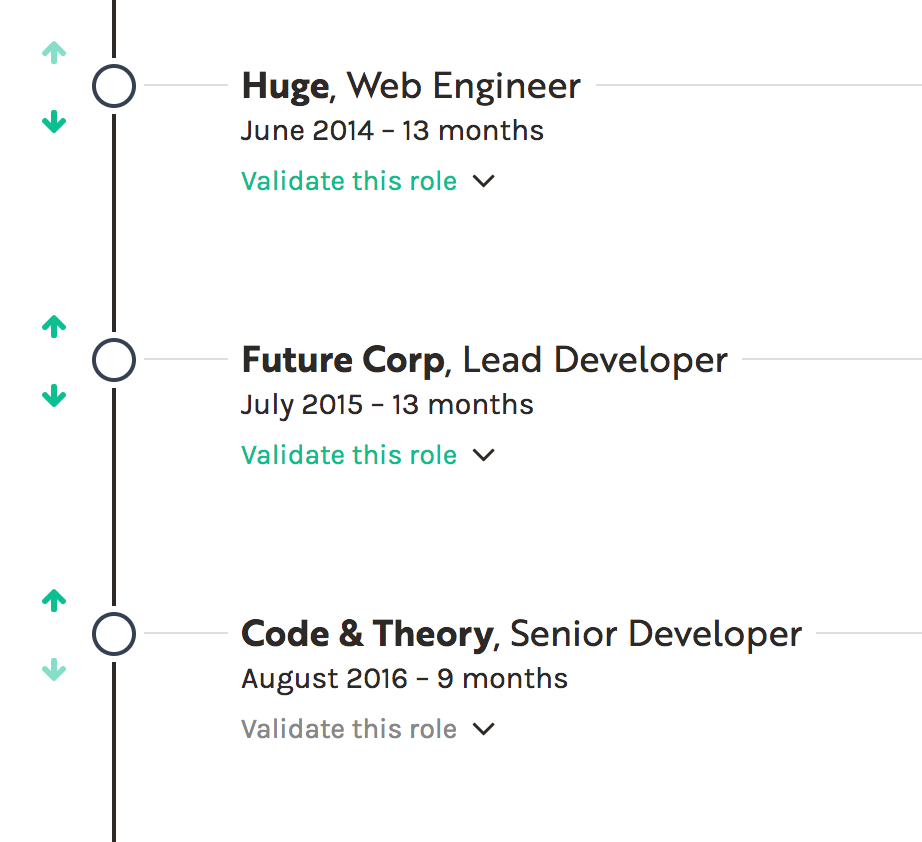 Huge, Web Engineer
June 2014 – 13 months
Validate this role
Future Corp, Lead Developer
July 2015 – 13 months
Validate this role
Code & Theory, Senior Developer
August 2016 – 9 months
Validate this role